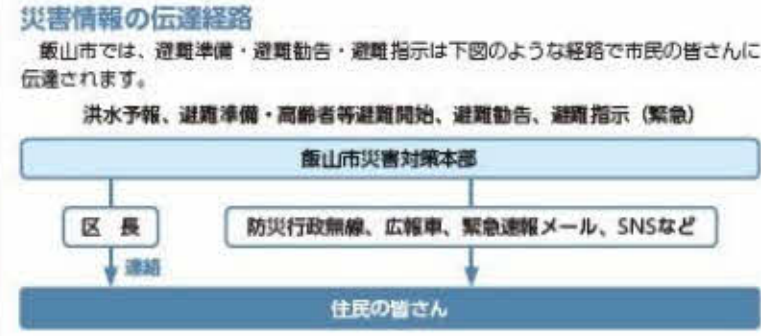 災害情報の伝達経路
飯山市では、避難準備・避難勧告・避難指示は下図のような経路で市民の皆さんに
伝達されます。
洪水予報、避難準備・高齢者等避難開始、避難勧告、避難指示（緊急）
飯山市災害対策本部
区　長
防災行政無線、広報車、緊急速報メール、SNSなど
連絡
住民の皆さん